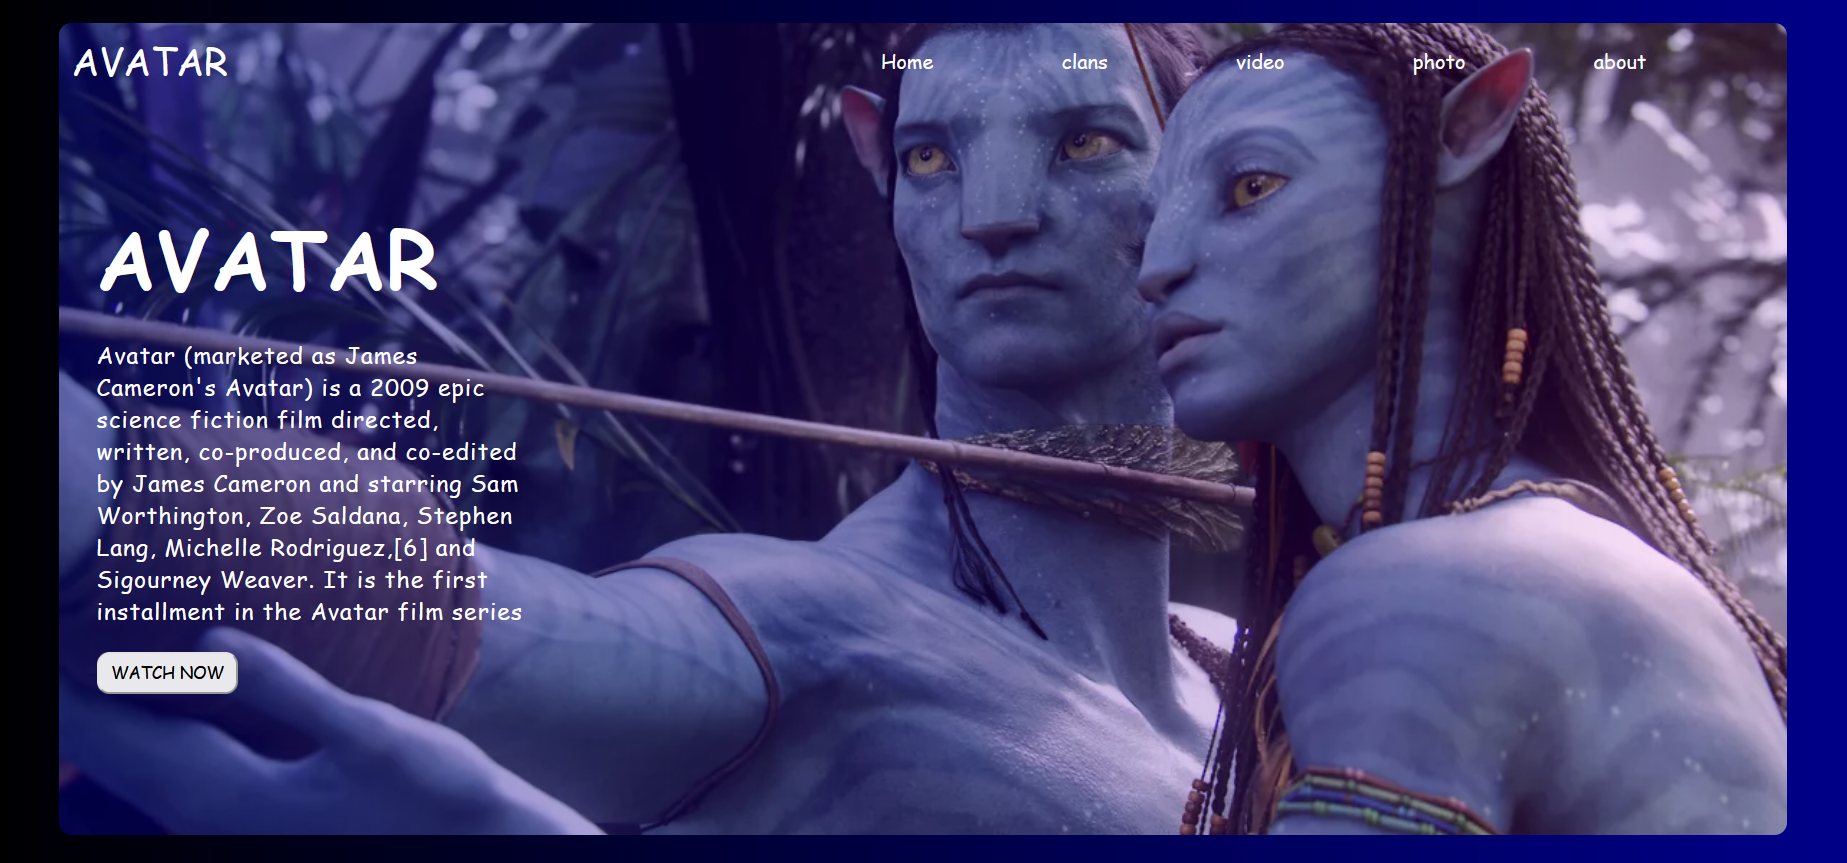 AVATAR
Home clans video photo about
AVATAR
Avatar (marketed as James
Cameron's Avatar) is a 2009 epic
science fiction film directed,
written, co-produced, and co-edited
by James Cameron and starring Sam
Worthington, Zoe Saldana, Stephen
Lang, Michelle Rodriguez,[6] and
Sigourney Weaver. It is the first
installment in the Avatar film series
WATCH NOW